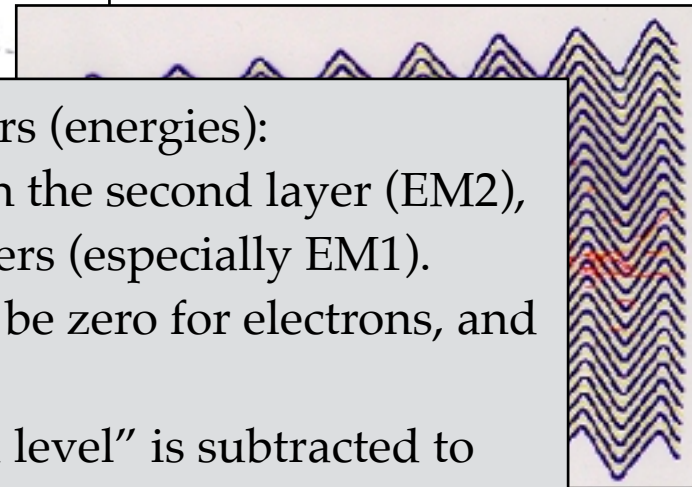 rs (energies):
n the second layer (EM2),
ers (especially EM1).
be zero for electrons, and
level” is subtracted to